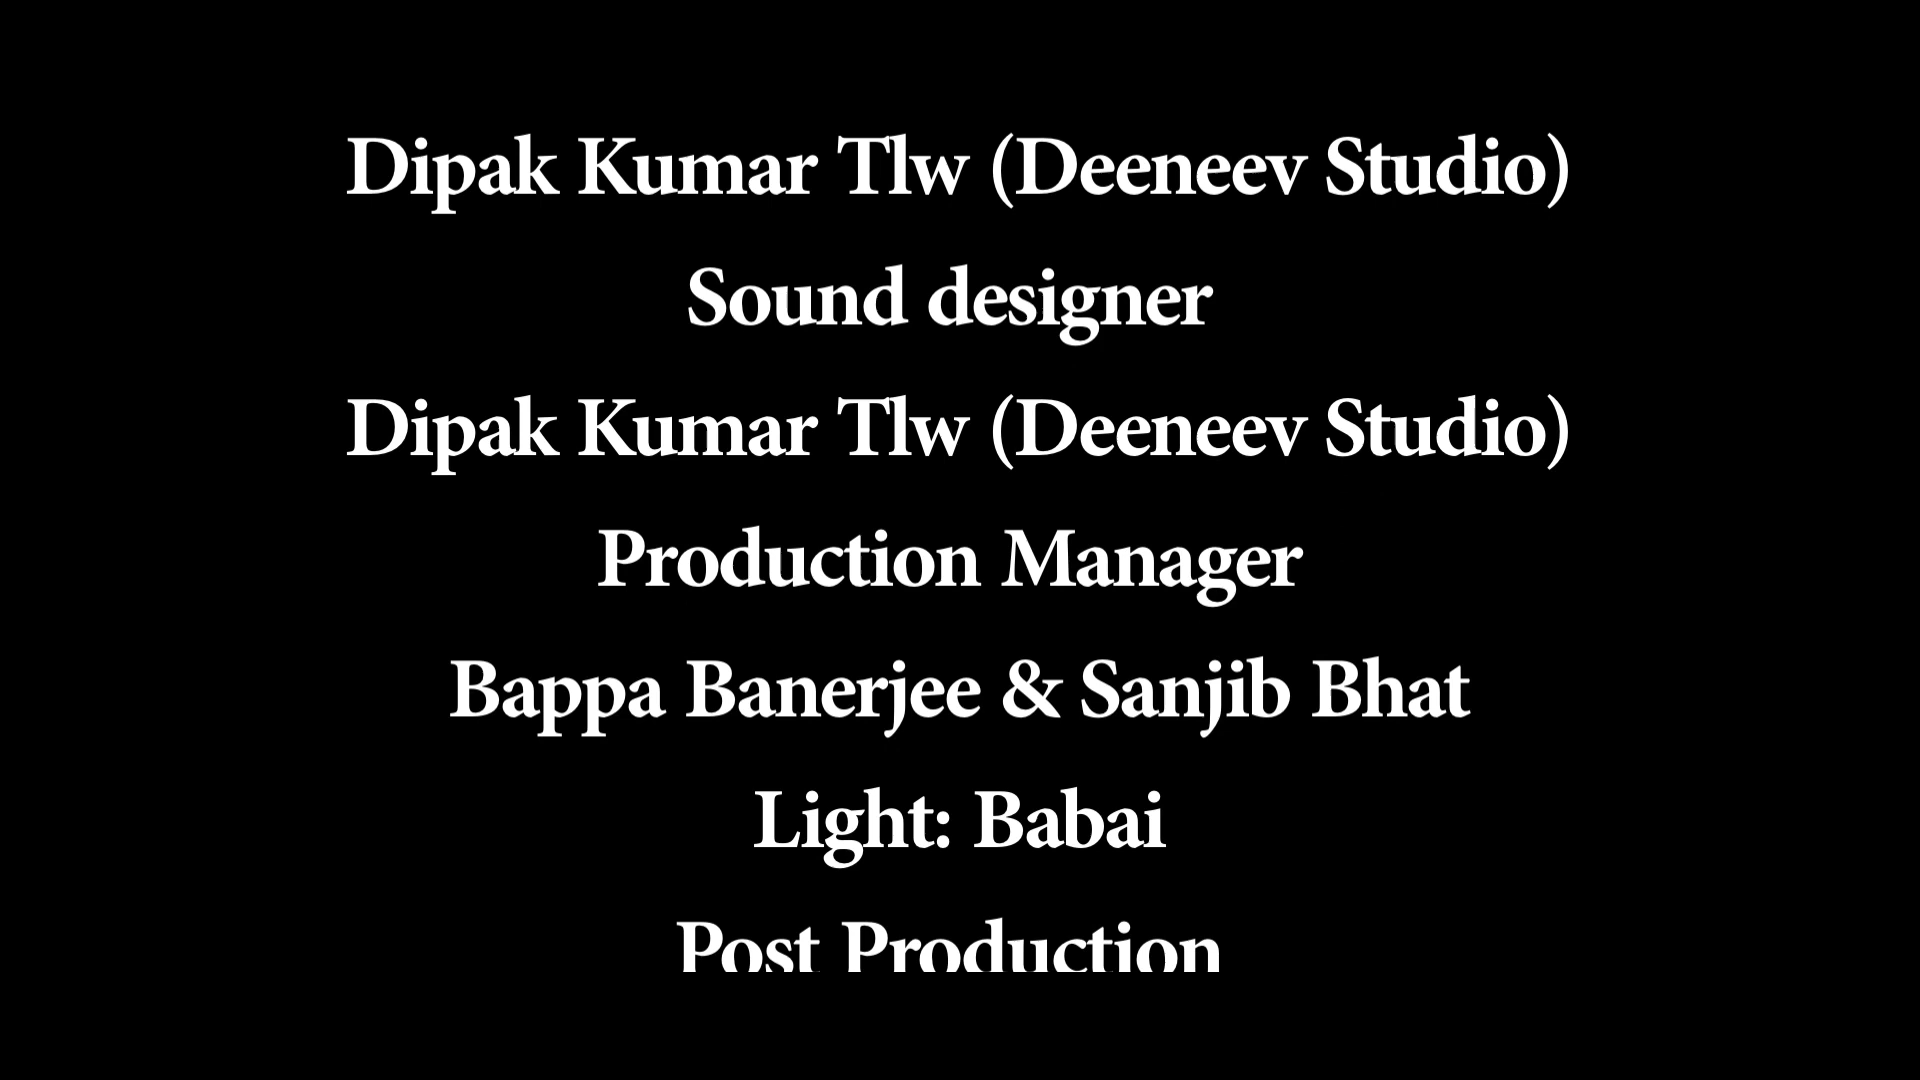 Dipak Kumar Tlw (Deeneev Studio)
Sound designer
Dipak Kumar Tlw (Deeneev Studio)
Production Manager
Bappa Banerjee & Sanjib Bhat
Light: Babai
Post Production